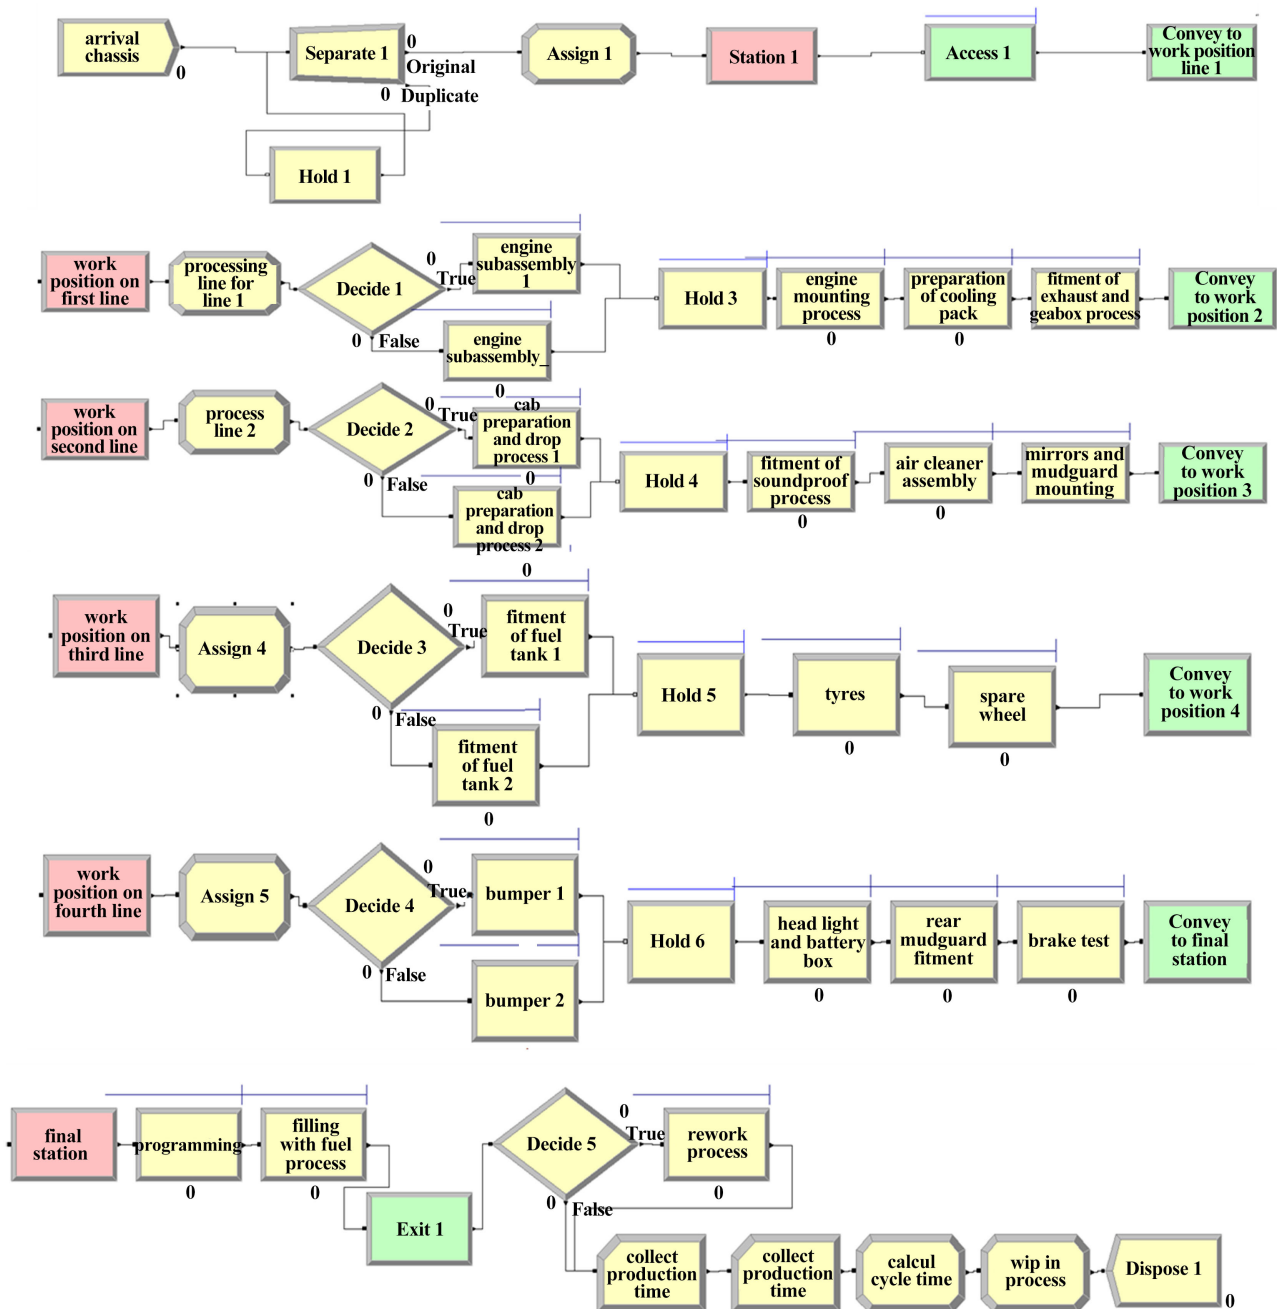 arrival
chassis
0
Separate 1
0
Original
0
Duplicate
Assign 1
Station 1
Access 1
Convey to
work position
line 1
Hold 1
work
position on
first line
processing
line for
line 1
Decide 1
0
True
0
False
engine
subassembly
1
engine
subassembly_
0
Hold 3
engine
mounting
process
0
preparation
of cooling
pack
0
fitment of
exhaust and
geabox process
Convey
to work
position 2
work
position on
second line
process
line 2
Decide 2
0
True
0
False
cab
preparation
and drop
process 1
0
cab
preparation
and drop
process 2
0
Hold 4
fitment of
soundproof
process
0
air cleaner
assembly
0
mirrors and
mudguard
mounting
Convey
to work
position 3
work
position on
third line
Assign 4
Decide 3
0
True
0
False
fitment
of fuel
tank 1
fitment
of fuel
tank 2
0
Hold 5
tyres
0
spare
wheel
0
Convey
to work
position 4
work
position on
fourth line
Assign 5
Decide 4
0
True
0
False
bumper 1
bumper 2
Hold 6
head light
and battery
box
0
rear
mudguard
fitment
0
brake test
0
Convey
to final
station
final
station
programming
0
filling
with fuel
process
0
Exit 1
Decide 5
0
True
0
False
rework
process
0
collect
production
time
collect
production
time
calcul
cycle time
wip in
process
Dispose 1
0